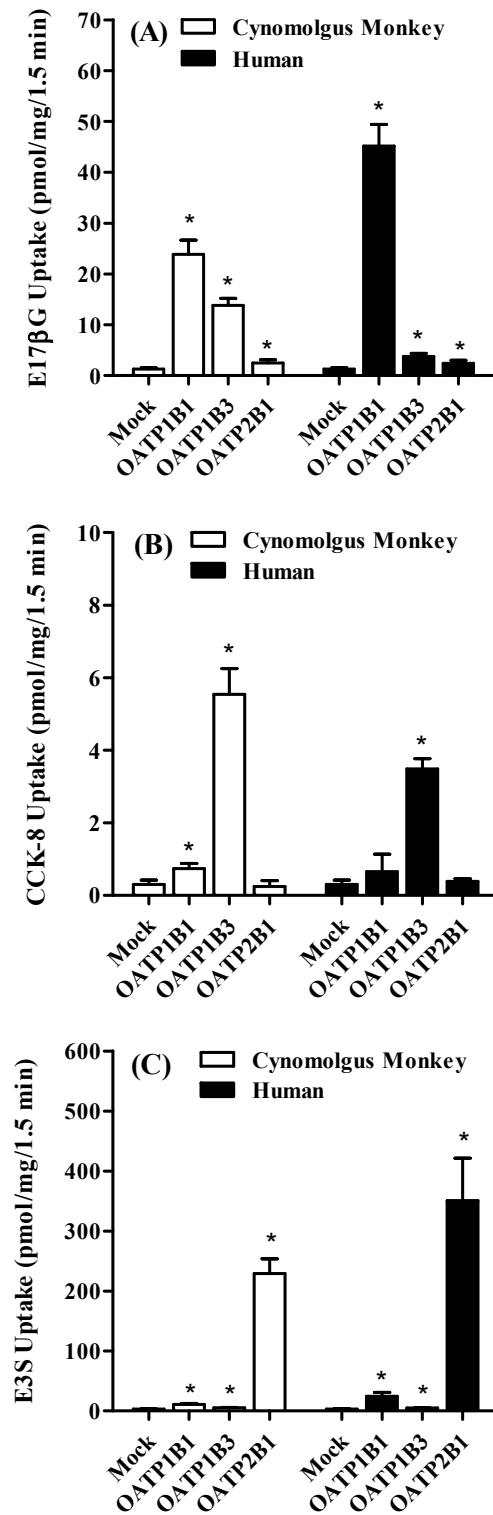 (A)
Cynomolgus Monkey
Human
E17βG Uptake (pmol/mg/1.5 min)
70
60
50
40
30
20
10
0
*
*
*
*
*
*
Mock
OATP1B1
OATP1B3
OATP2B1
Mock
OATP1B1
OATP1B3
OATP2B1
(B)
Cynomolgus Monkey
Human
CCK-8 Uptake (pmol/mg/1.5 min)
10
8
6
4
2
0
*
*
*
Mock
OATP1B1
OATP1B3
OATP2B1
Mock
OATP1B1
OATP1B3
OATP2B1
(C)
Cynomolgus Monkey
Human
E3S Uptake (pmol/mg/1.5 min)
600
500
400
300
200
100
0
*
*
*
*
*
*
Mock
OATP1B1
OATP1B3
OATP2B1
Mock
OATP1B1
OATP1B3
OATP2B1